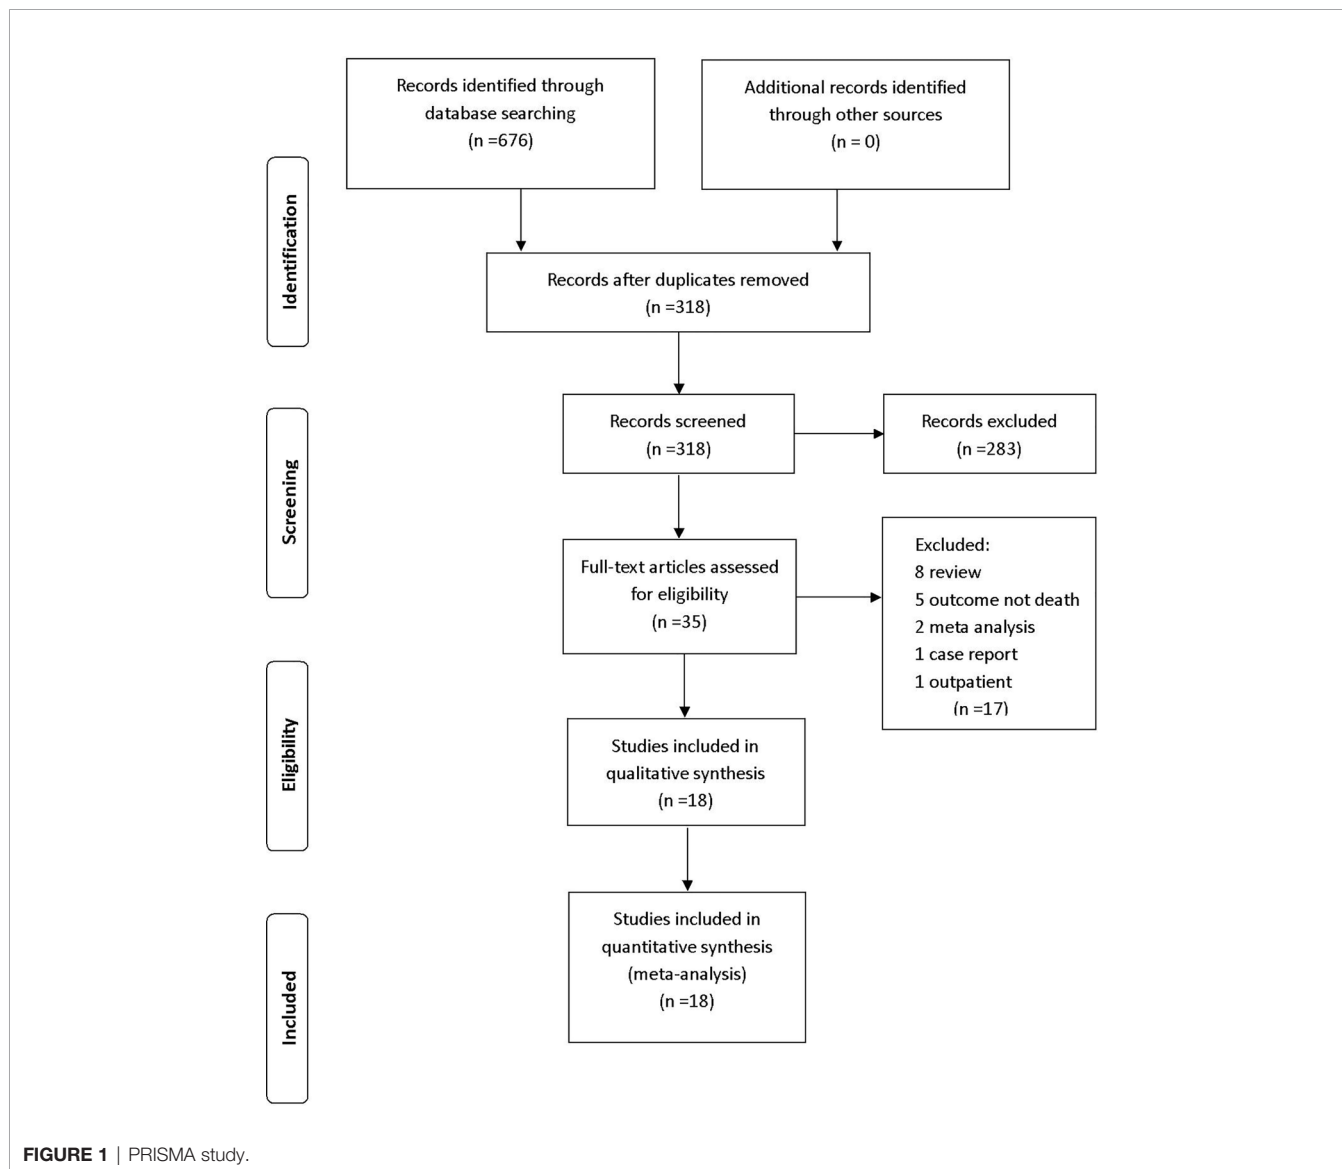 Records identified through
database searching
(n =676)
Additional records identified
through other sources
(n = 0)
Identification
Records after duplicates removed
(n =318)
Screening
Records screened
(n =318)
Records excluded
(n =283)
Full-text articles assessed
for eligibility
(n =35)
Excluded:
8 review
5 outcome not death
2 meta analysis
1 case report
1 outpatient
(n =17)
Eligibility
Studies included in
qualitative synthesis
(n =18)
Included
Studies included in
quantitative synthesis
(meta-analysis)
(n =18)
FIGURE 1 | PRISMA study.